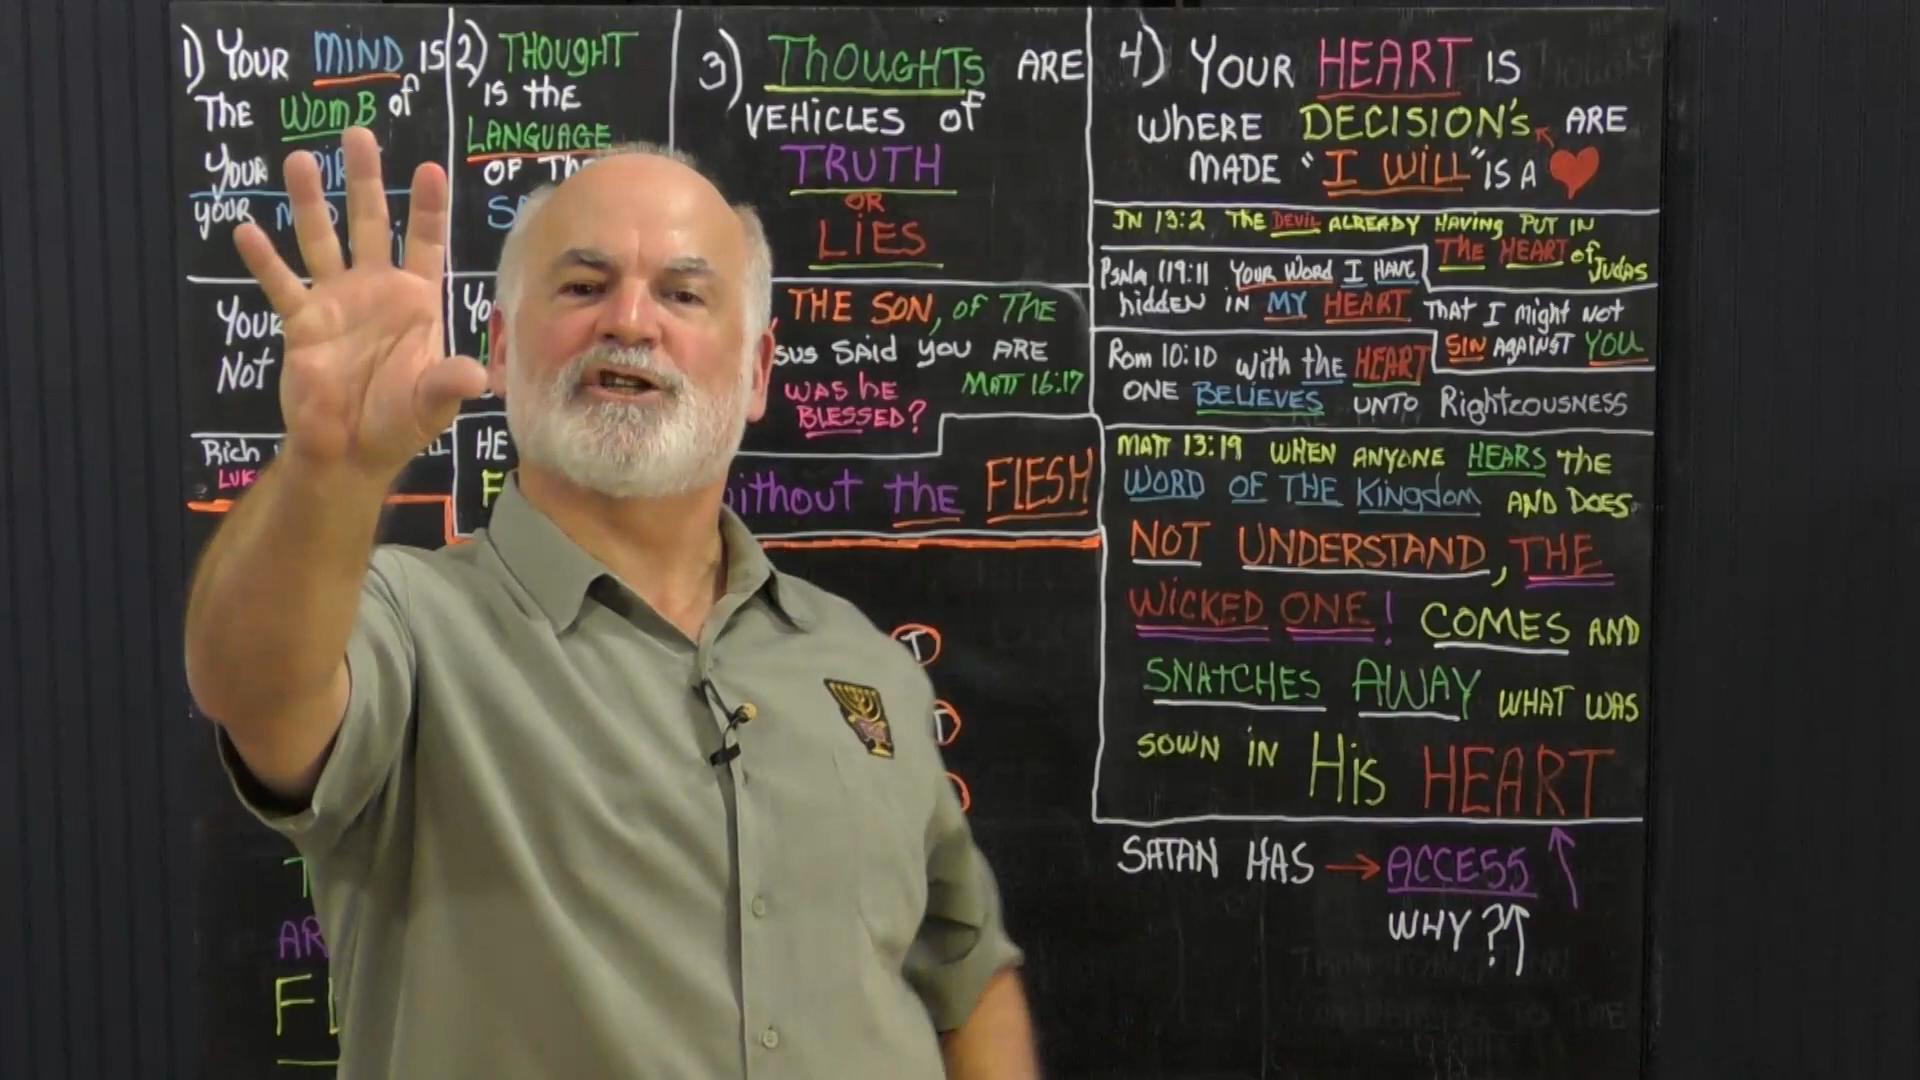 1) YOUR MIND IS
THE WOMB of
YOUR
YOUR
YOUR
NOT
Rich
LUK
2) THOUGHT
IS the
LANGUAGE
OF
HE
3) THOUGHTS ARE
VEHICLES of
TRUTH
OR
LIES
THE SON, of THE
SAID YOU ARE
WAS HE MATT 16:17
BLESSED?
without the FLESH
T
T
4) YOUR HEART IS
WHERE DECISION'S ARE
MADE "I WILL" IS A
JN 13:2 THE DEVIL ALREADY HAVING PUT IN
THE HEART of JUDAS
PSALM 119:11 YOUR WORD I HAVE
hidden IN MY HEART THAT I might NOT
SIN AGAINST YOU
Rom 10:10 with the HEART
ONE BELIEVES UNTO Righteousness
MATT 13:19 WHEN ANYONE HEARS THE
WORD OF THE Kingdom AND DOES
NOT UNDERSTAND, THE
WICKED ONE! COMES AND
SNATCHES AWAY WHAT WAS
SOWN IN His HEART
SATAN HAS → ACCESS
WHY?